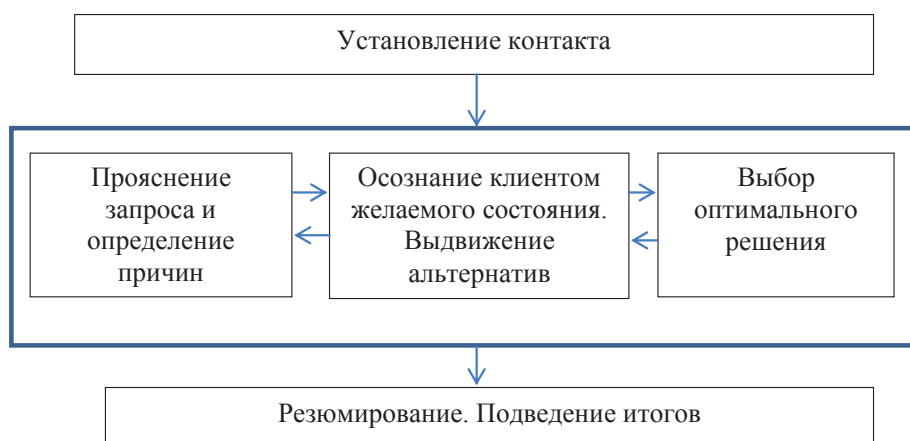 Установление контакта
Прояснение
запроса и
определение
причин
Осознание клиентом
желаемого состояния.
Выдвижение
альтернатив
Выбор
оптимального
решения
Резюмирование. Подведение итогов